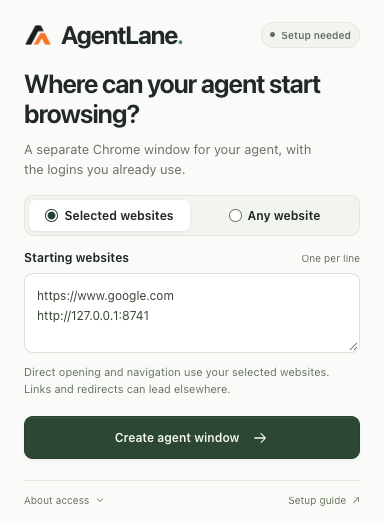 AgentLane.
Setup needed
Where can your agent start
browsing?
A separate Chrome window for your agent, with
the logins you already use.
Selected websites
Any website
Starting websites
One per line
https://www.google.com
http://127.0.0.1:8741
Direct opening and navigation use your selected websites.
Links and redirects can lead elsewhere.
Create agent window →
About access
Setup guide ↗